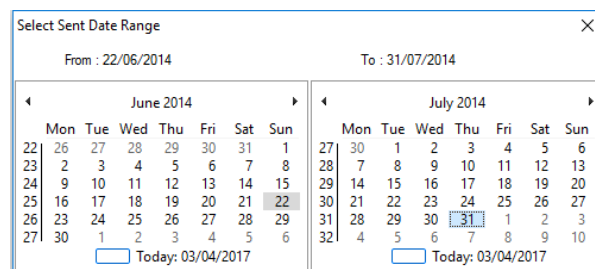 Select Sent Date Range
From : 22/06/2014 To : 31/07/2014
June 2014
Mon Tue Wed Thu Fri Sat Sun
22 26 27 28 29 30 31 1
23 2 3 4 5 6 7 8
24 9 10 11 12 13 14 15
25 16 17 18 19 20 21 22
26 23 24 25 26 27 28 29
27 30 1 2 3 4 5 6
Today: 03/04/2017
July 2014
Mon Tue Wed Thu Fri Sat Sun
27 30 1 2 3 4 5 6
28 7 8 9 10 11 12 13
29 14 15 16 17 18 19 20
30 21 22 23 24 25 26 27
31 28 29 30 31 1 2 3
32 4 5 6 7 8 9 10
Today: 03/04/2017